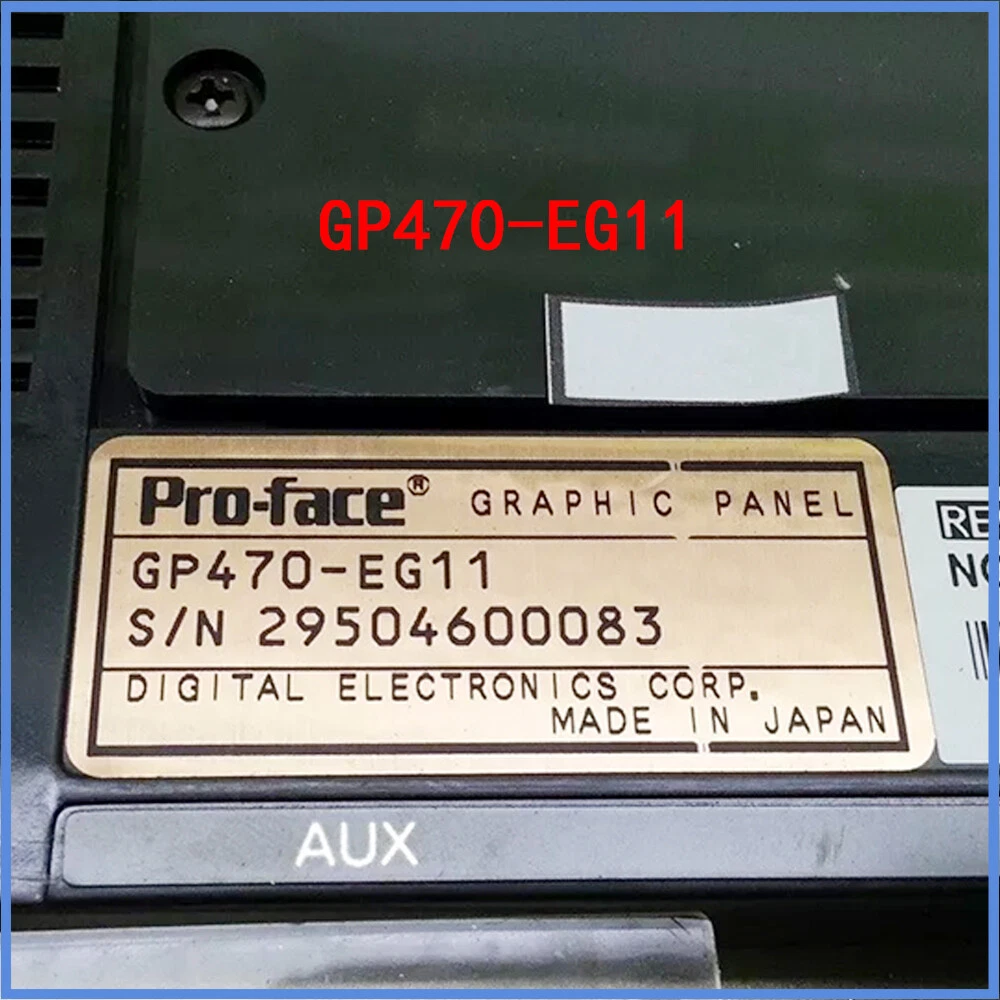 GP470-EG11
Pro-face® GRAPHIC PANEL
GP470-EG11
S/N 29504600083
DIGITAL ELECTRONICS CORP.
MADE IN JAPAN
AUX